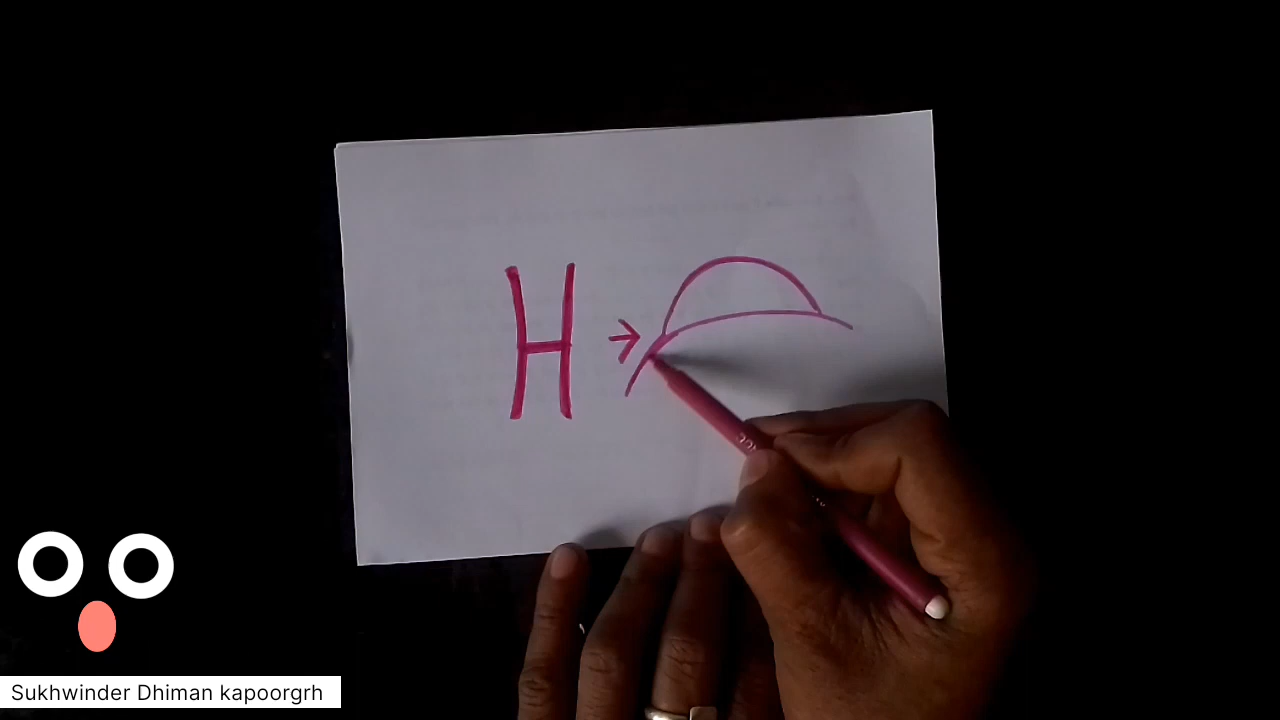 H →
Sukhwinder Dhiman kapoorgrh